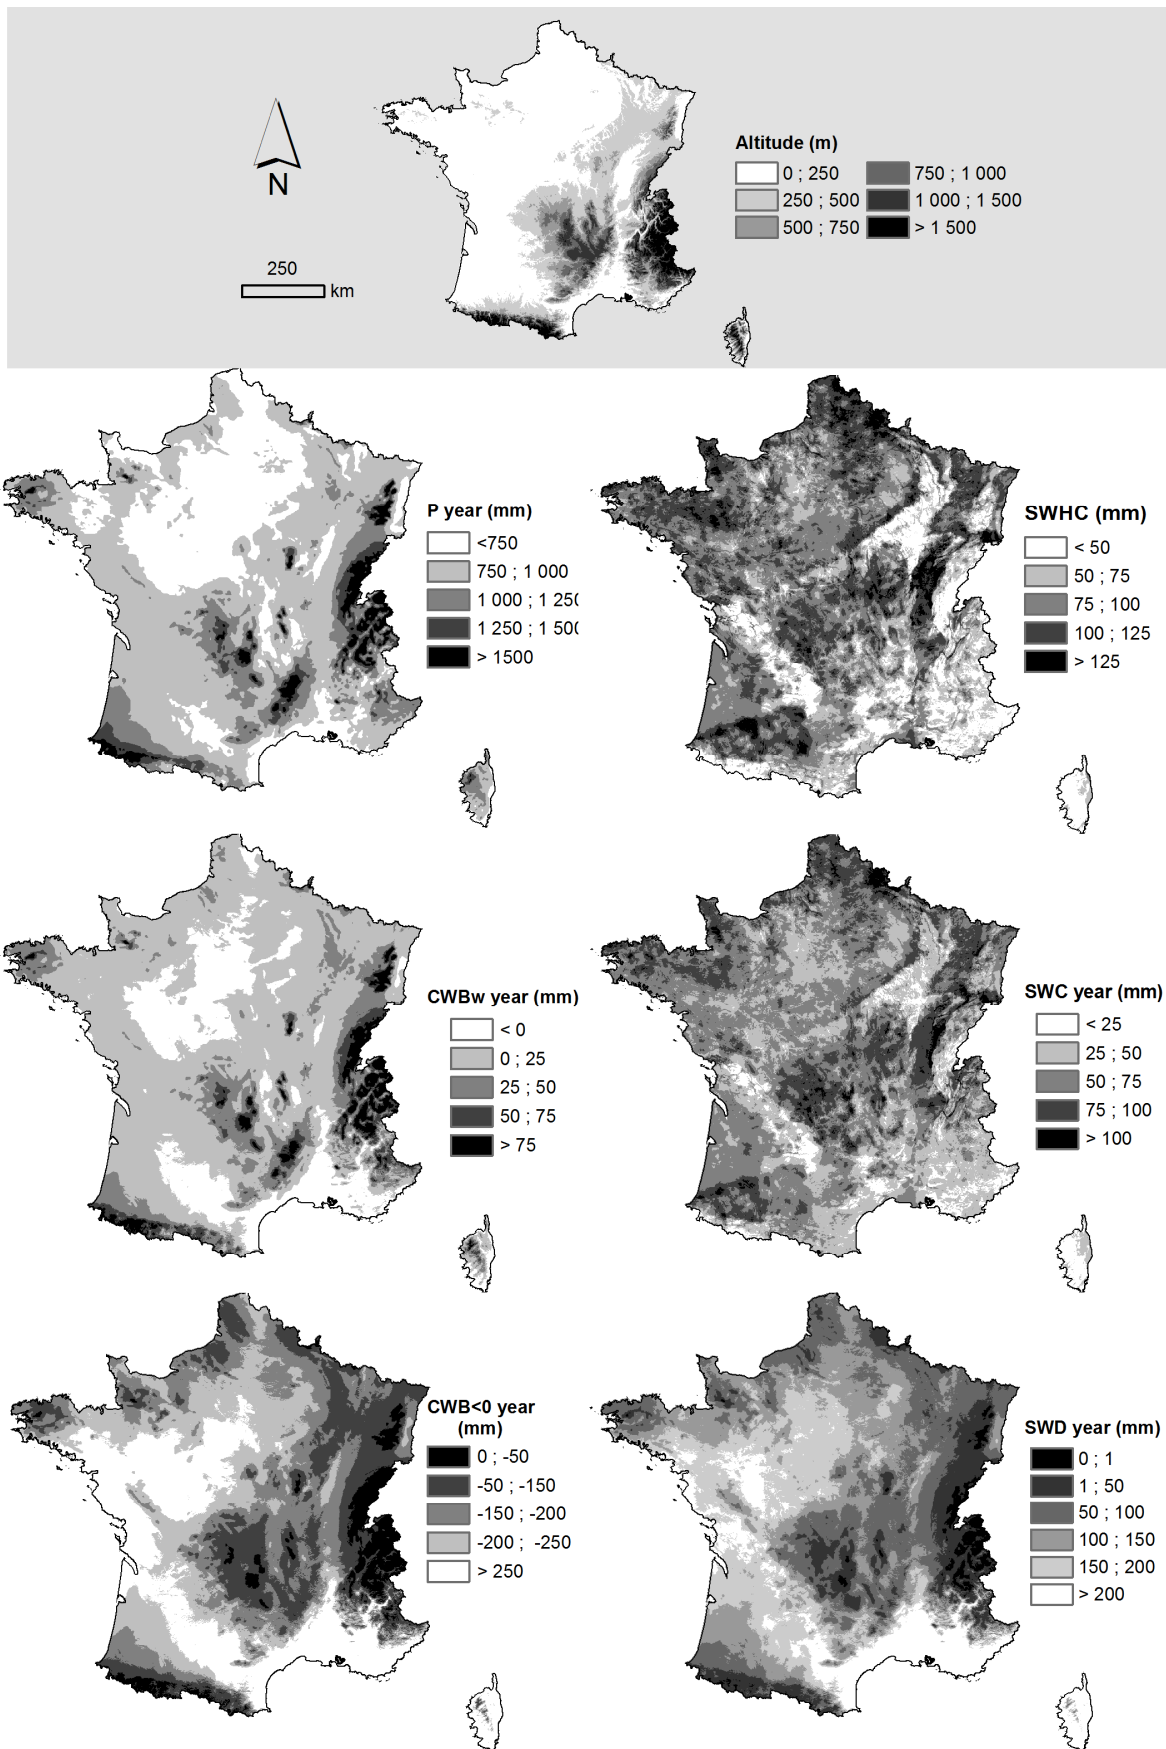 Altitude (m)
0 ; 250
750 ; 1 000
250 ; 500
1 000 ; 1 500
500 ; 750
> 1 500
N
250
km
P year (mm)
<750
750 ; 1 000
1 000 ; 1 250
1 250 ; 1 500
> 1500
SWHC (mm)
< 50
50 ; 75
75 ; 100
100 ; 125
> 125
CWBw year (mm)
< 0
0 ; 25
25 ; 50
50 ; 75
> 75
SWC year (mm)
< 25
25 ; 50
50 ; 75
75 ; 100
> 100
CWB<0 year
(mm)
0 ; -50
-50 ; -150
-150 ; -200
-200 ; -250
> 250
SWD year (mm)
0 ; 1
1 ; 50
50 ; 100
100 ; 150
150 ; 200
> 200